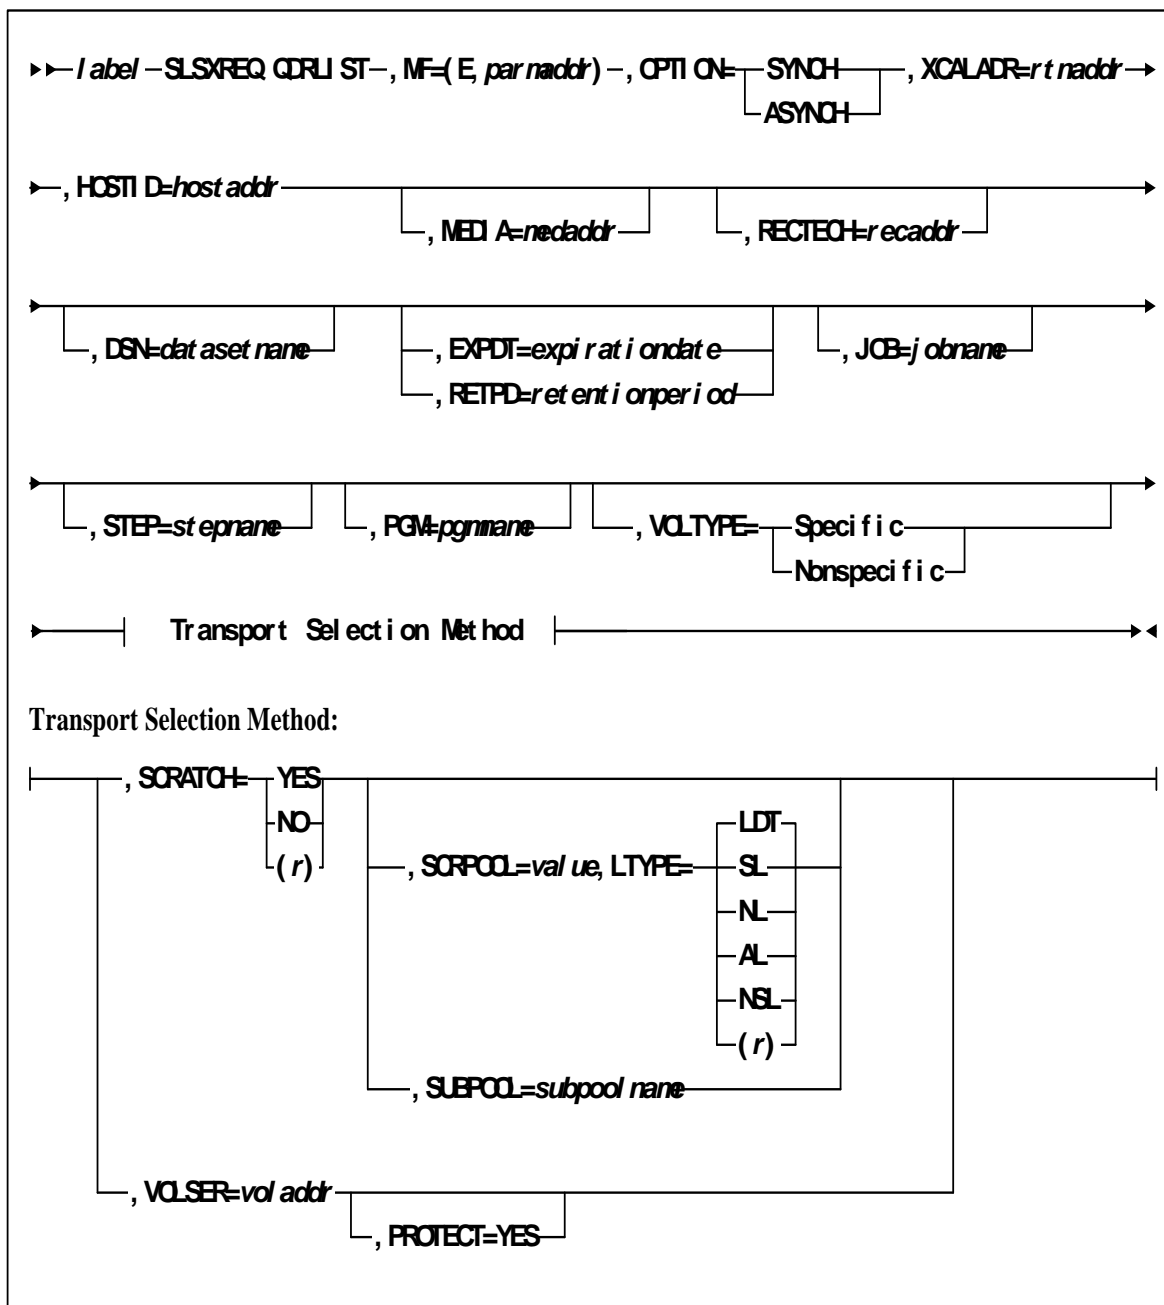 label SLSXREQ QDRLIST , MF=(E, parmaddr) , OPTION= SYNCH , XCALADR=rtnaddr
ASYNCH
, HOSTID=hostaddr
, MEDIA=medaddr , RECTECH=recaddr
, DSN=datasetname , EXPDT=expirationdate , JOB=jobname
, RETPD=retentionperiod
, STEP=stepname , PGM=pgmname , VOLTYPE= Specific
Nonspecific
Transport Selection Method
Transport Selection Method:
, SCRATCH= YES
NO
(r)
LDT
, SCRPOOL=value, LTYPE= SL
NL
AL
NSL
(r)
, SUBPOOL=subpool name
, VOLSER=voladdr
, PROTECT=YES